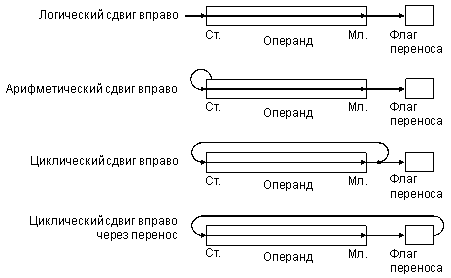 Логический сдвиг вправо
Ст. Операнд Мл. Флаг
переноса
Арифметический сдвиг вправо
Ст. Операнд Мл. Флаг
переноса
Циклический сдвиг вправо
Ст. Операнд Мл. Флаг
переноса
Циклический сдвиг вправо
через перенос
Ст. Операнд Мл. Флаг
переноса